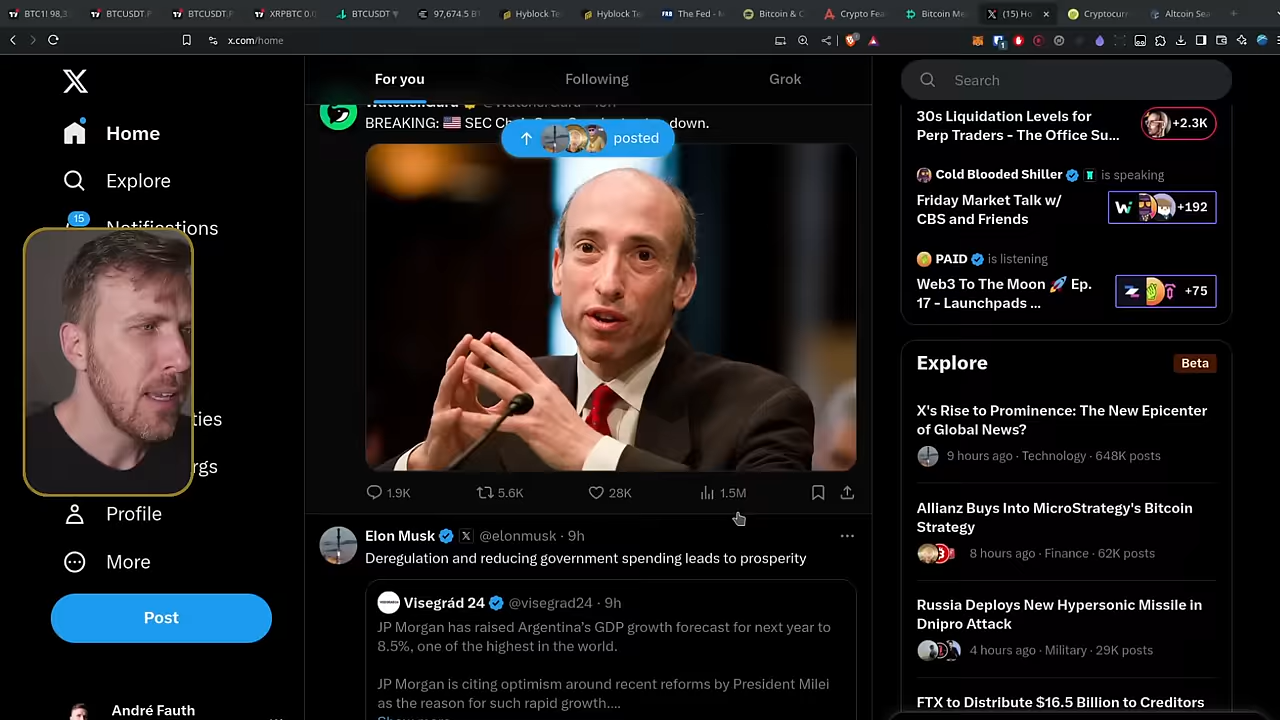 BTC1! 98,3
BTCUSDT.P
BTCUSDT.P
XRPBTC 0.0
BTCUSDT
97,674.5 B
Hyblock Te
Hyblock Te
The Fed - M
Bitcoin & C
Crypto Fea
Bitcoin Me
(15) Ho
Cryptocurr
Altcoin Sea
x.com/home
Home
Explore
15
Notifications
ties
rgs
Profile
More
Post
André Fauth
For you
Following
Grok
BREAKING: 🇺🇸 SEC down.
posted
1.9K
5.6K
28K
1.5M
Elon Musk @elonmusk · 9h
Deregulation and reducing government spending leads to prosperity
Visegrád 24 @visegrad24 · 9h
JP Morgan has raised Argentina's GDP growth forecast for next year to
8.5%, one of the highest in the world.
JP Morgan is citing optimism around recent reforms by President Milei
as the reason for such rapid growth....
Search
30s Liquidation Levels for
Perp Traders - The Office Su...
+2.3K
Cold Blooded Shiller is speaking
Friday Market Talk w/
CBS and Friends
+192
PAID is listening
Web3 To The Moon 🚀 Ep.
17 - Launchpads ...
+75
Explore
Beta
X's Rise to Prominence: The New Epicenter
of Global News?
9 hours ago · Technology · 648K posts
Allianz Buys Into MicroStrategy's Bitcoin
Strategy
8 hours ago · Finance · 62K posts
Russia Deploys New Hypersonic Missile in
Dnipro Attack
4 hours ago · Military · 29K posts
FTX to Distribute $16.5 Billion to Creditors